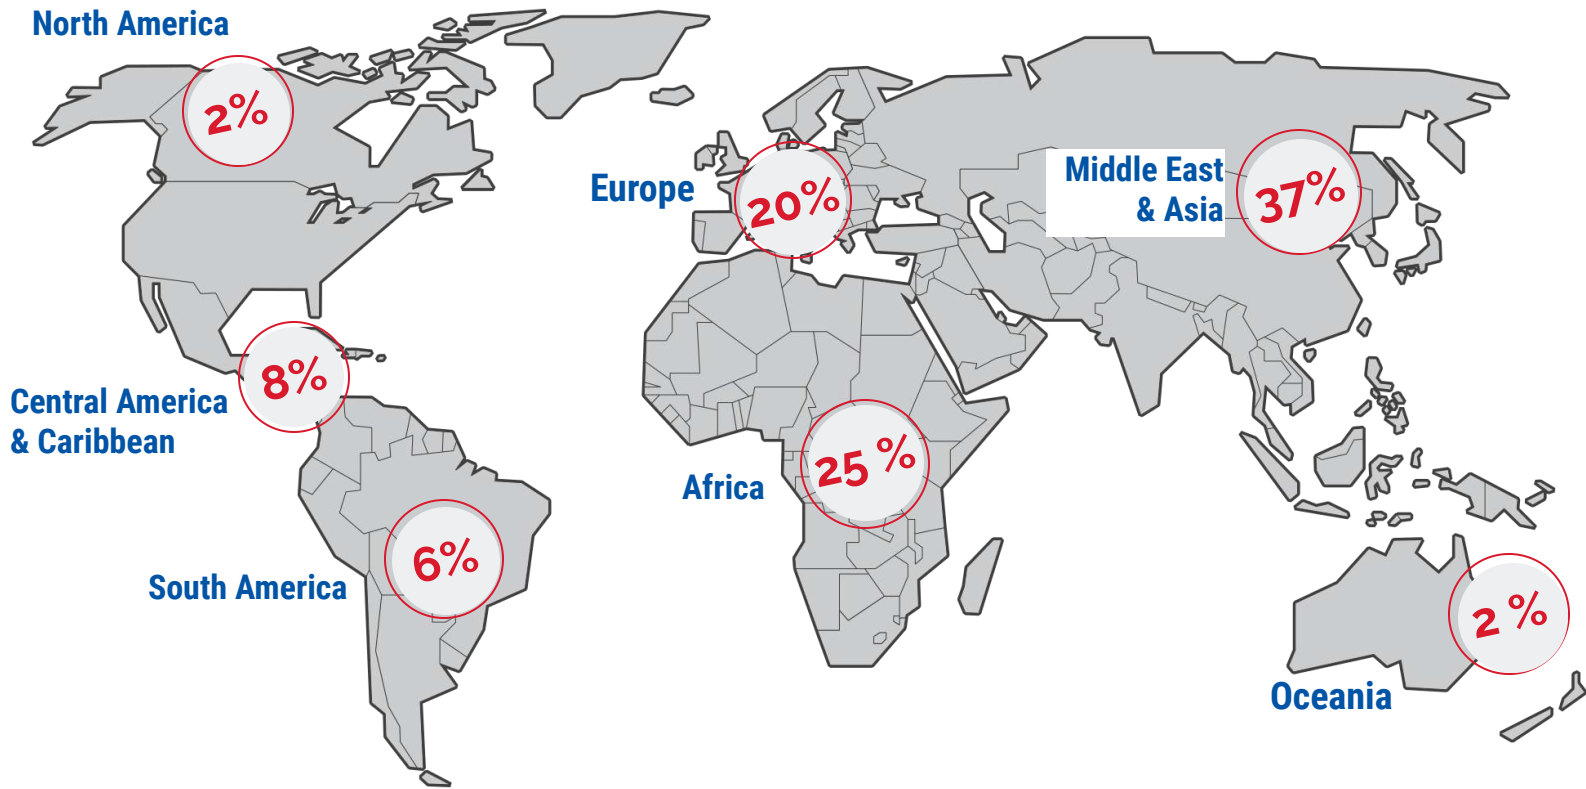 North America
2%
Europe
20%
Middle East
& Asia
37%
8%
Central America
& Caribbean
Africa
25 %
South America
6%
Oceania
2 %